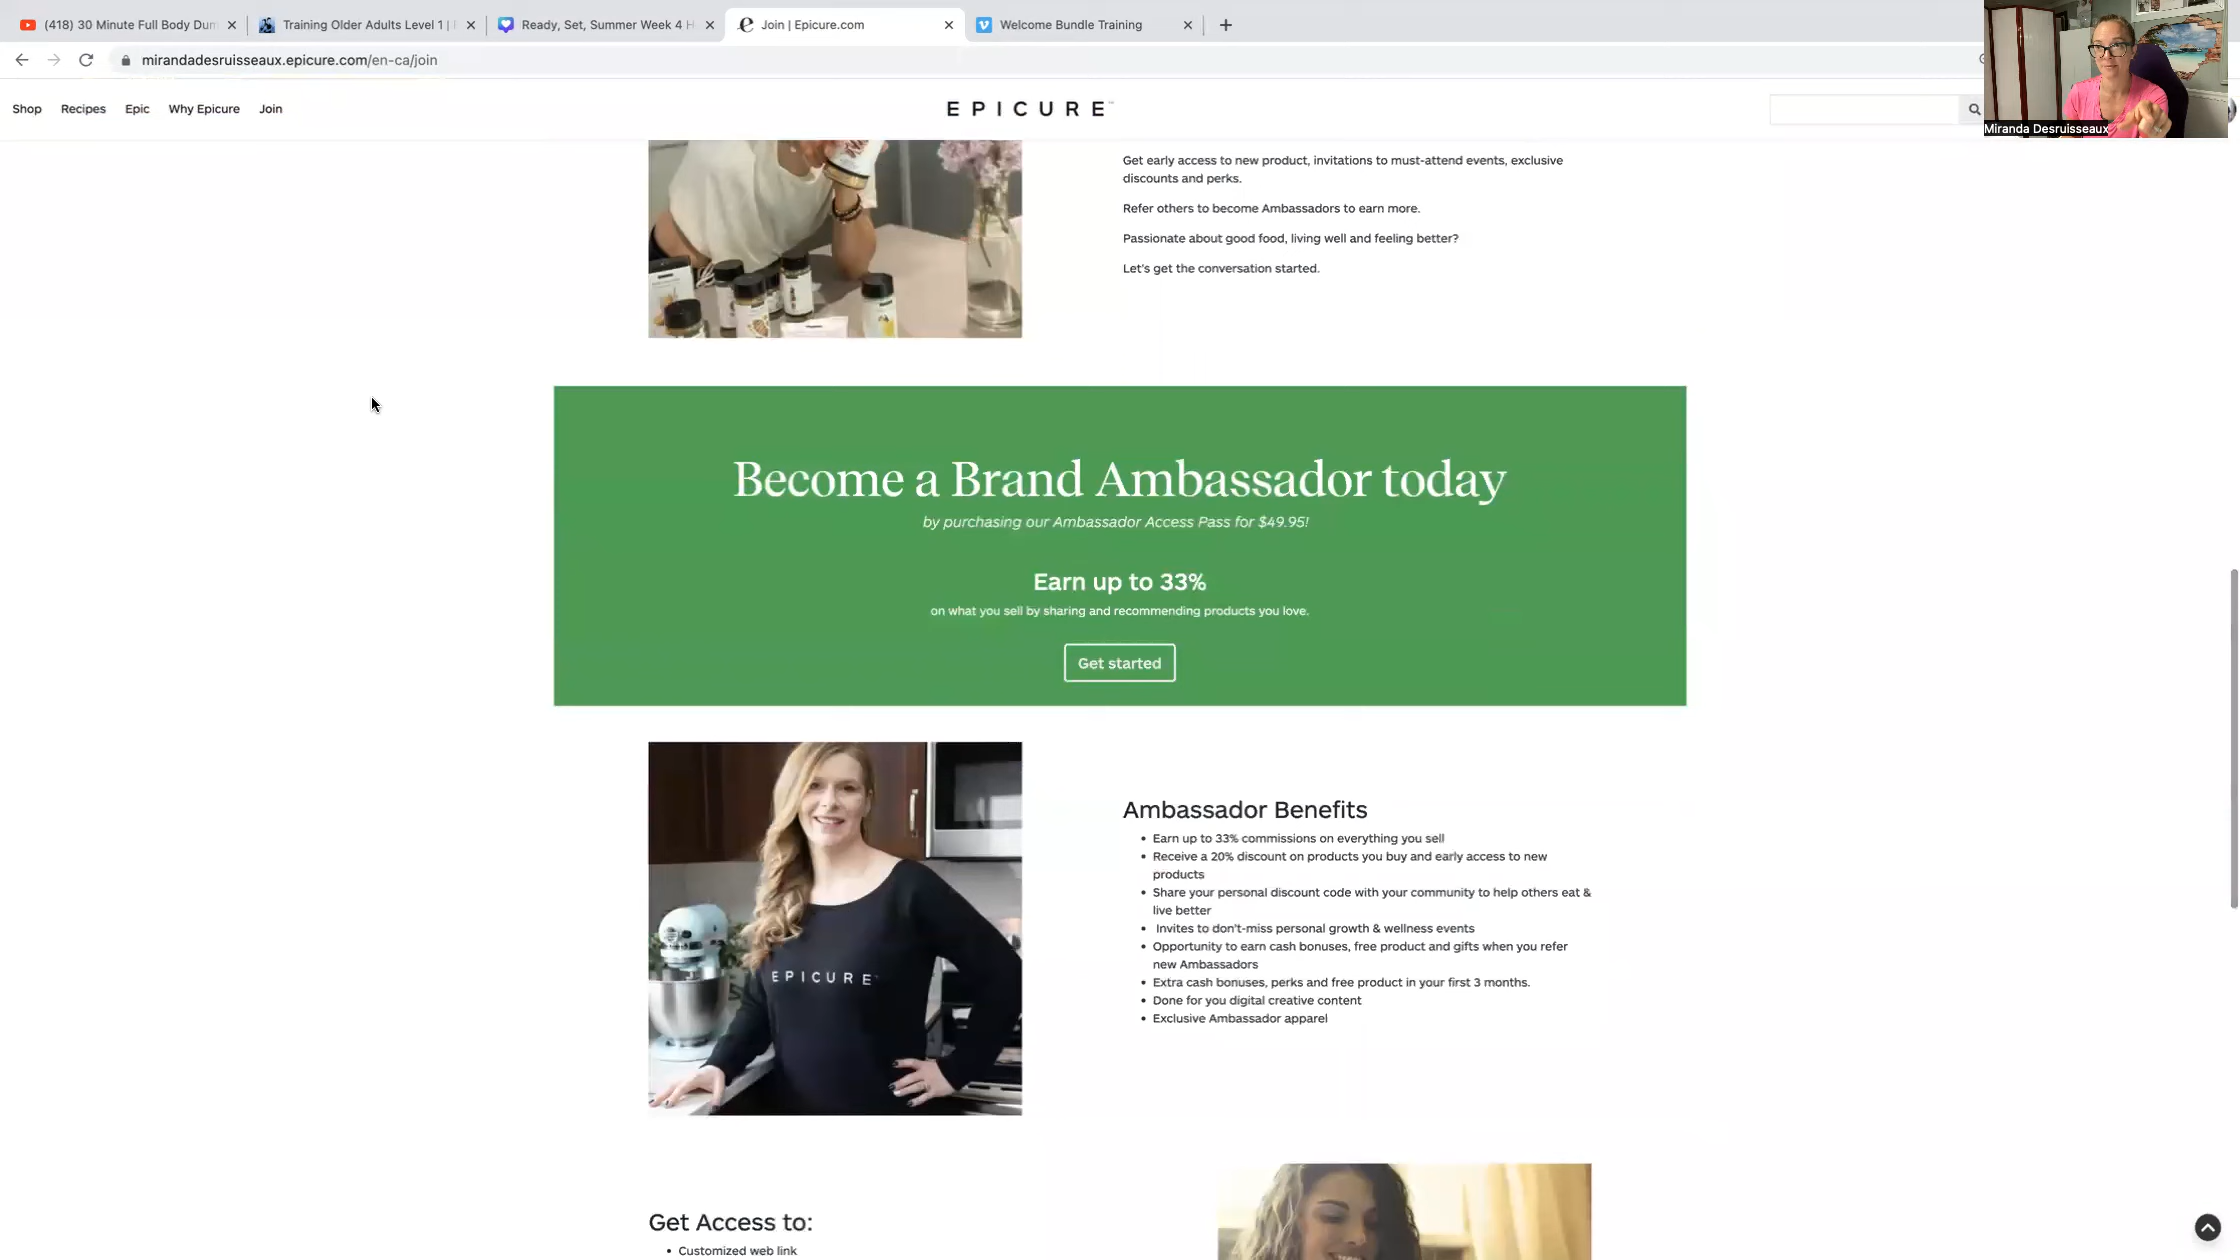 (418) 30 Minute Full Body Dum
Training Older Adults Level 1 |
Ready, Set, Summer Week 4 H
Join | Epicure.com
Welcome Bundle Training
mirandadesruisseaux.epicure.com/en-ca/join
Shop
Recipes
Epic
Why Epicure
Join
EPICURE™
Miranda Desruisseaux
Get early access to new product, invitations to must-attend events, exclusive
discounts and perks.
Refer others to become Ambassadors to earn more.
Passionate about good food, living well and feeling better?
Let's get the conversation started.
Become a Brand Ambassador today
by purchasing our Ambassador Access Pass for $49.95!
Earn up to 33%
on what you sell by sharing and recommending products you love.
Get started
EPICURE
Ambassador Benefits
• Earn up to 33% commissions on everything you sell
• Receive a 20% discount on products you buy and early access to new
products
• Share your personal discount code with your community to help others eat &
live better
• Invites to don't-miss personal growth & wellness events
• Opportunity to earn cash bonuses, free product and gifts when you refer
new Ambassadors
• Extra cash bonuses, perks and free product in your first 3 months.
• Done for you digital creative content
• Exclusive Ambassador apparel
Get Access to:
• Customized web link